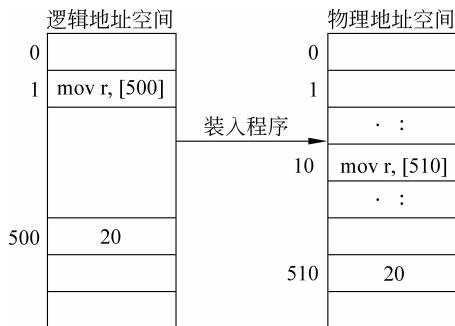 逻辑地址空间
物理地址空间
0
0
1
mov r, [500]
1
装入程序
· :
10
mov r, [510]
· :
500
20
510
20